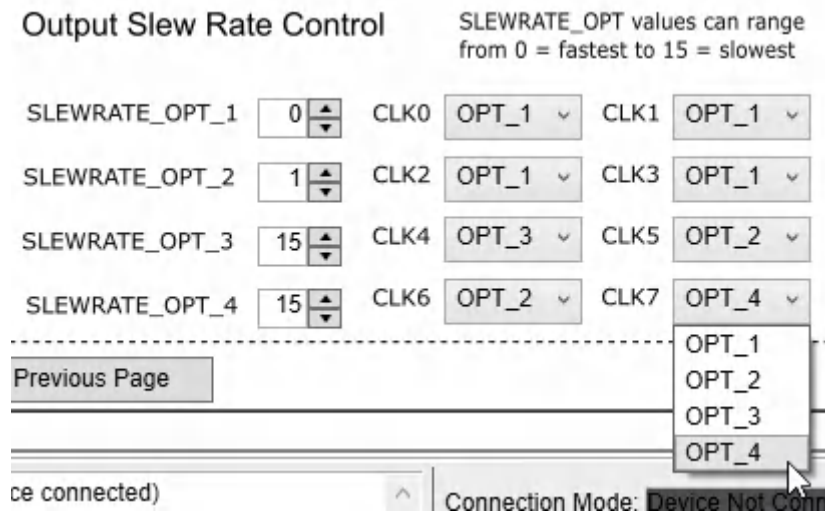 Output Slew Rate Control
SLEWRATE_OPT values can range
from 0 = fastest to 15 = slowest
SLEWRATE_OPT_1 0 CLK0 OPT_1 CLK1 OPT_1
SLEWRATE_OPT_2 1 CLK2 OPT_1 CLK3 OPT_1
SLEWRATE_OPT_3 15 CLK4 OPT_3 CLK5 OPT_2
SLEWRATE_OPT_4 15 CLK6 OPT_2 CLK7 OPT_4
OPT_1
OPT_2
OPT_3
OPT_4
Previous Page
ce connected)
Connection Mode: Device Not Conn